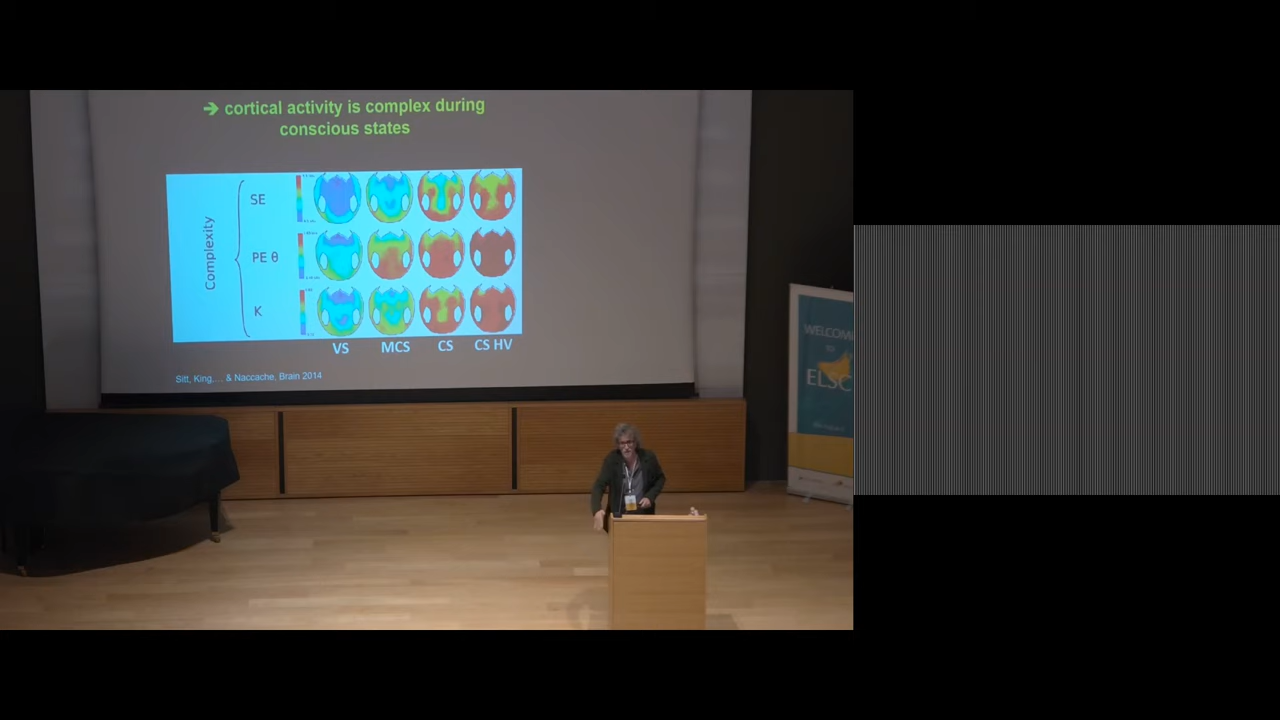 ➔ cortical activity is complex during
conscious states
Complexity
SE
PE θ
K
VS MCS CS CS HV
Sitt, King,... & Naccache, Brain 2014
WELCOME
TO
ELSC